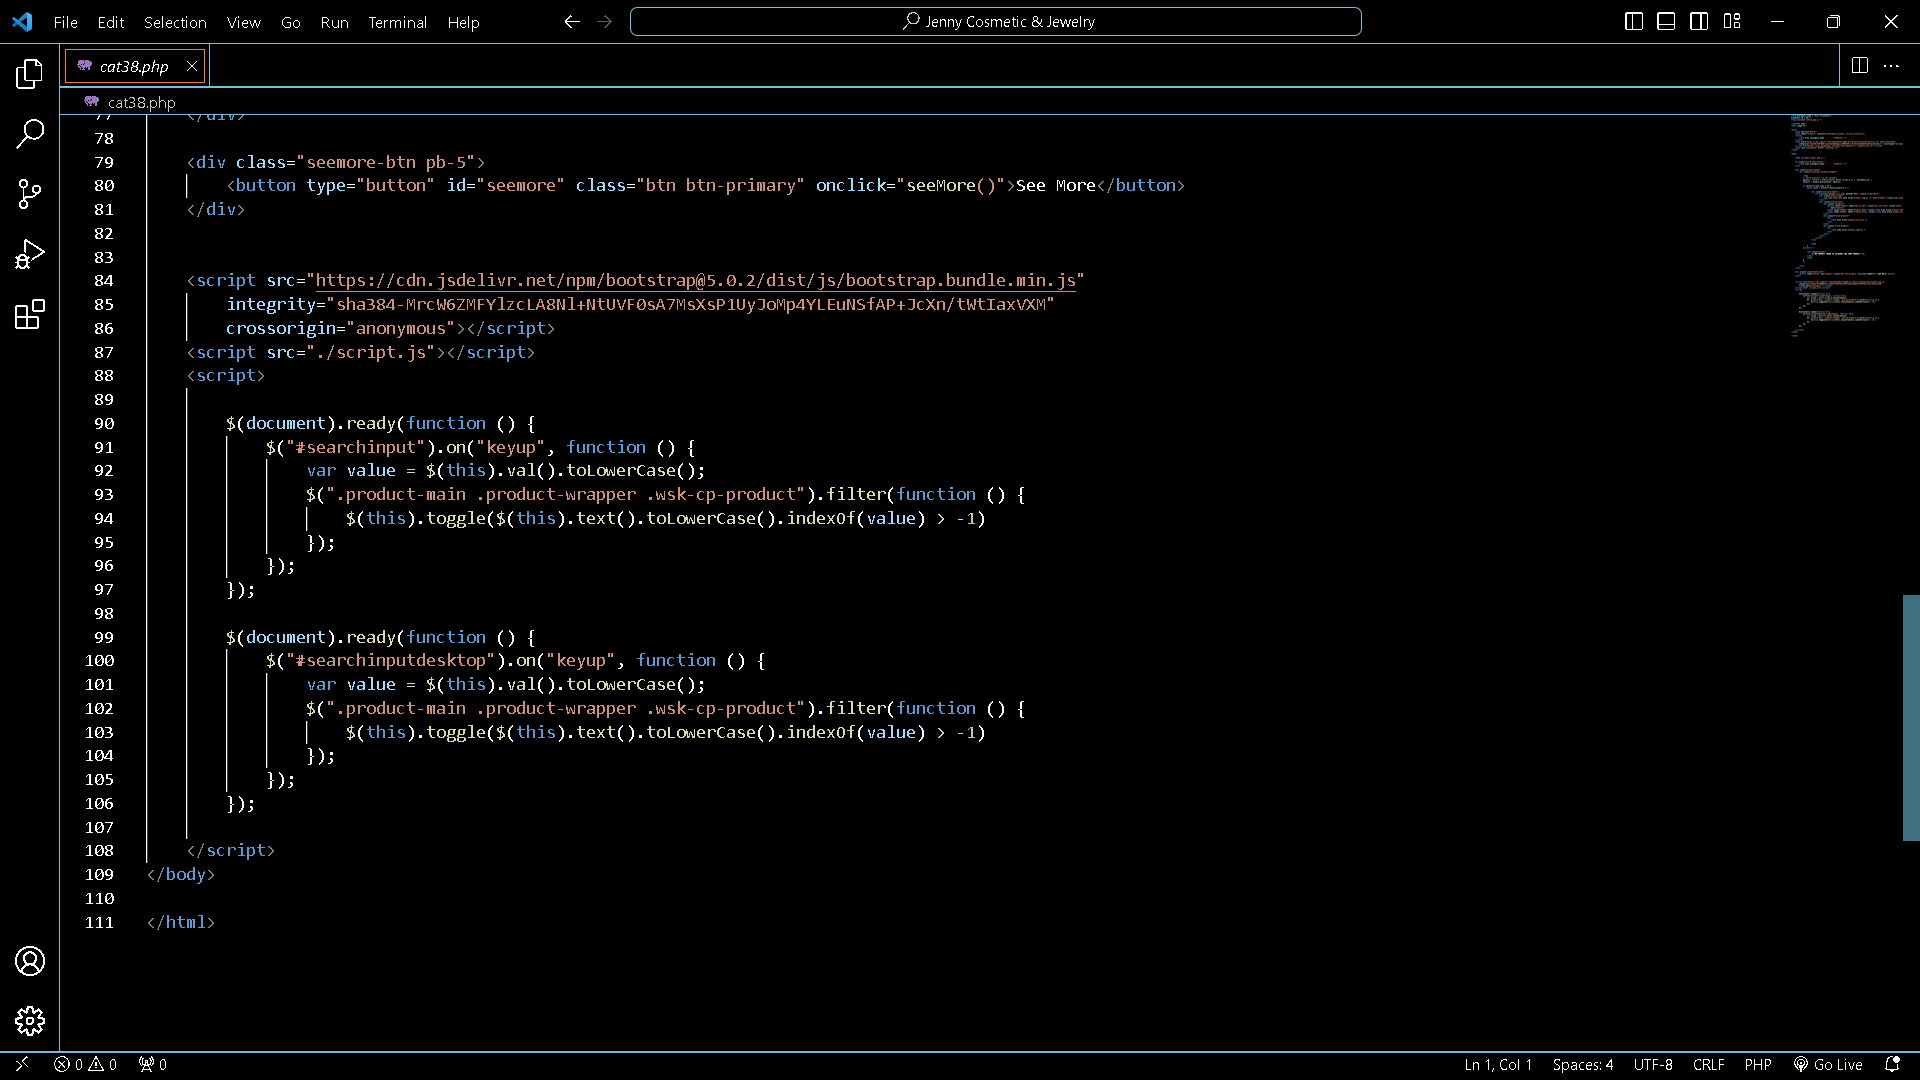 File Edit Selection View Go Run Terminal Help
Jenny Cosmetic & Jewelry
cat38.php
cat38.php
77 </div>
78
79 <div class="seemore-btn pb-5">
80 <button type="button" id="seemore" class="btn btn-primary" onclick="seeMore()">See More</button>
81 </div>
82
83
84 <script src="https://cdn.jsdelivr.net/npm/bootstrap@5.0.2/dist/js/bootstrap.bundle.min.js"
85 integrity="sha384-MrcW6ZMFYlzcLA8Nl+NtUVF0sA7MsXsP1UyJoMp4YLEuNSfAP+JcXn/tWtIaxVXM"
86 crossorigin="anonymous"></script>
87 <script src="./script.js"></script>
88 <script>
89
90 $(document).ready(function () {
91 $("#searchinput").on("keyup", function () {
92 var value = $(this).val().toLowerCase();
93 $(".product-main .product-wrapper .wsk-cp-product").filter(function () {
94 $(this).toggle($(this).text().toLowerCase().indexOf(value) > -1)
95 });
96 });
97 });
98
99 $(document).ready(function () {
100 $("#searchinputdesktop").on("keyup", function () {
101 var value = $(this).val().toLowerCase();
102 $(".product-main .product-wrapper .wsk-cp-product").filter(function () {
103 $(this).toggle($(this).text().toLowerCase().indexOf(value) > -1)
104 });
105 });
106 });
107
108 </script>
109 </body>
110
111 </html>
0 0 0
Ln 1, Col 1 Spaces: 4 UTF-8 CRLF PHP Go Live